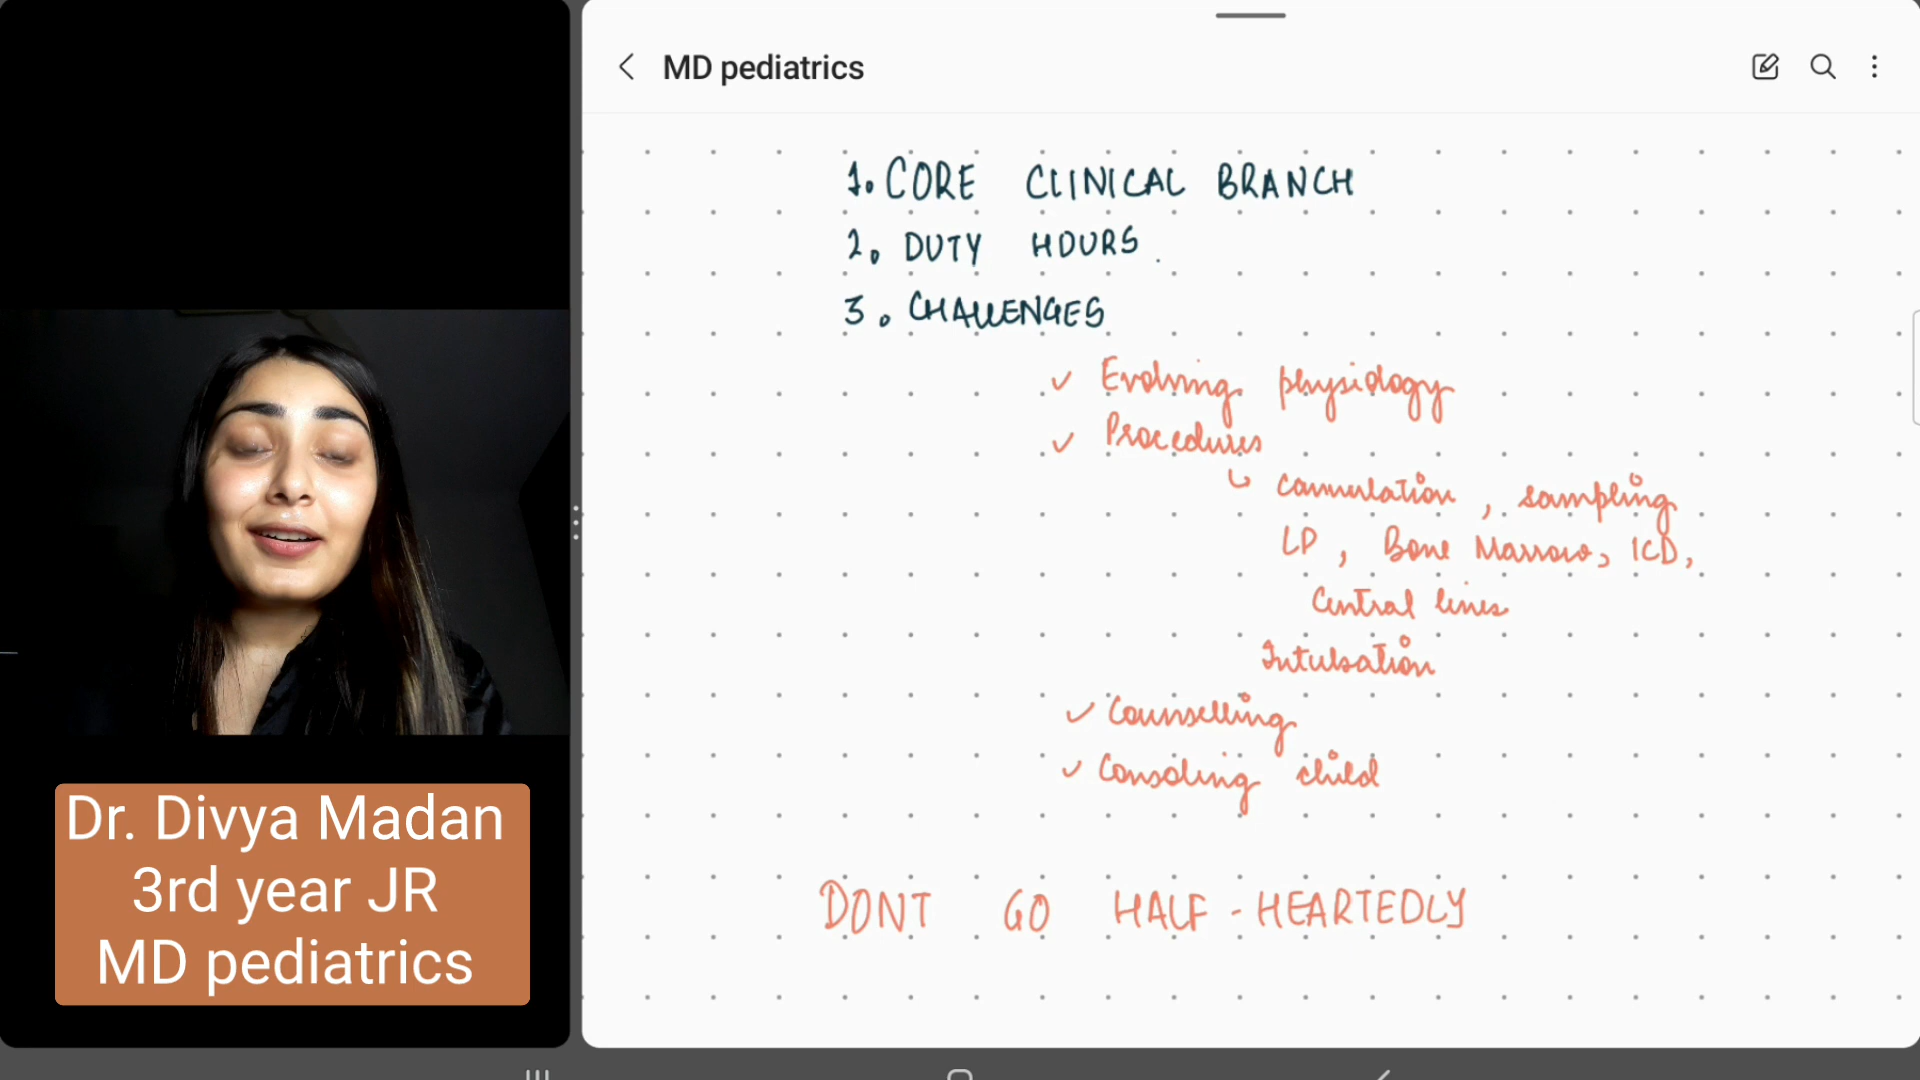 MD pediatrics
1. CORE CLINICAL BRANCH
2. DUTY HOURS.
3. CHALLENGES
✓ Evolving physiology
✓ Procedures
↳ cannulation, sampling
LP, Bone Marrow, ICD,
Central lines
Intubation
✓ Counselling
✓ Consoling child
DONT GO HALF-HEARTEDLY
Dr. Divya Madan
3rd year JR
MD pediatrics